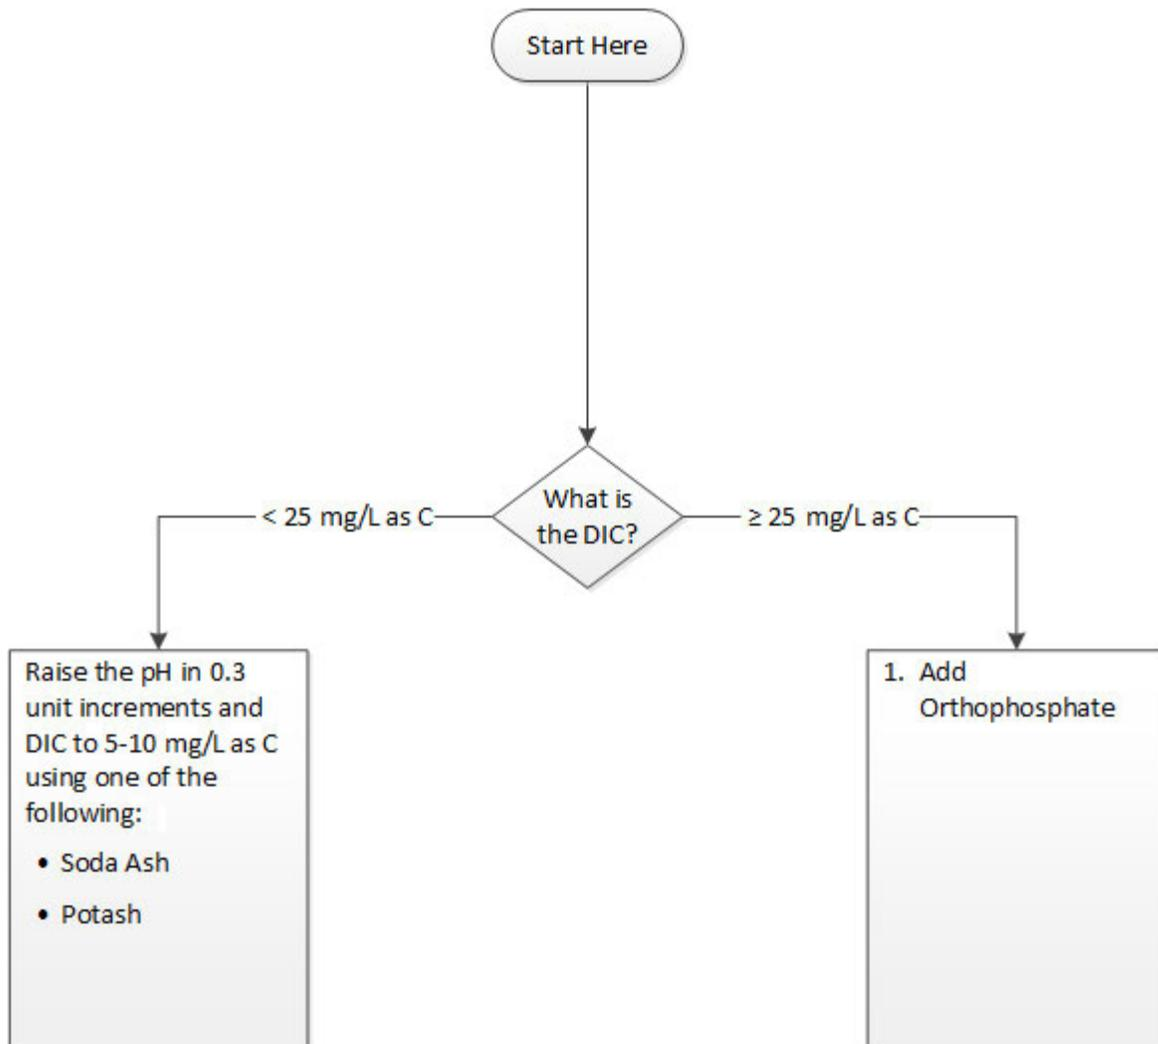 Start Here
What is
the DIC?
< 25 mg/L as C
≥ 25 mg/L as C
Raise the pH in 0.3
unit increments and
DIC to 5-10 mg/L as C
using one of the
following:
• Soda Ash
• Potash
1. Add
Orthophosphate